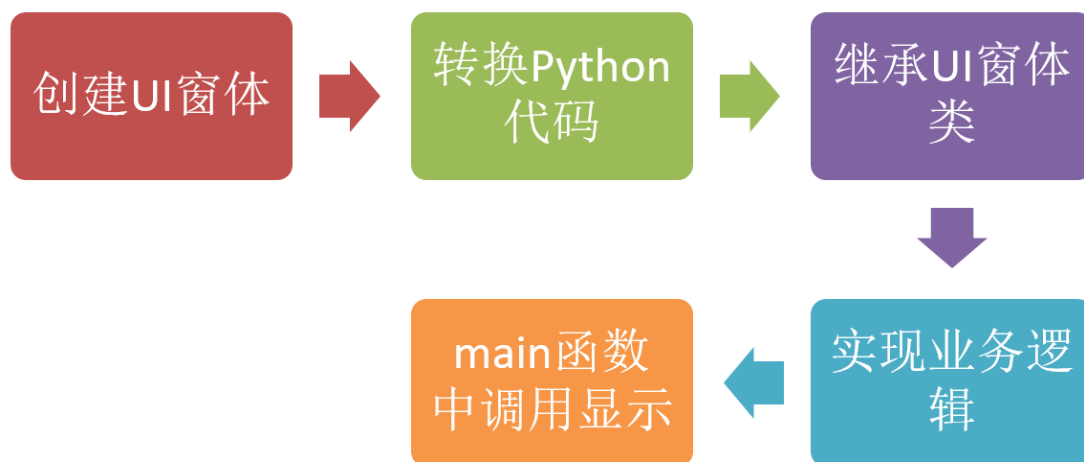 创建UI窗体
转换Python
代码
继承UI窗体
类
实现业务逻
辑
main函数
中调用显示